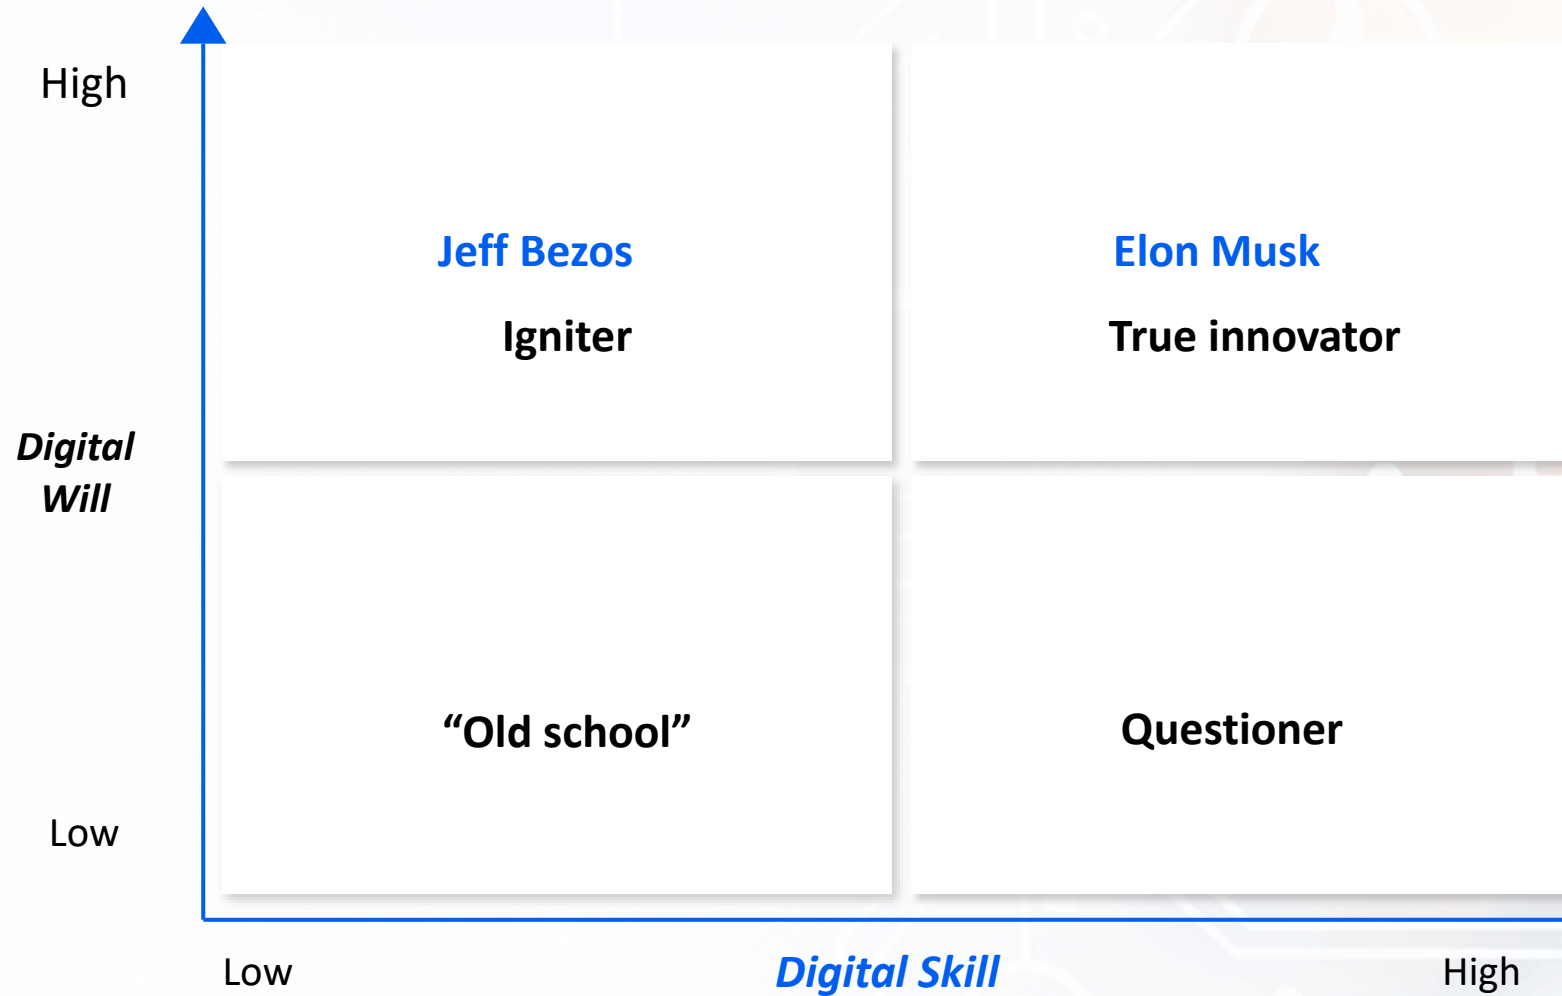 High
Jeff Bezos
Elon Musk
Igniter
True innovator
Digital
Will
“Old school”
Questioner
Low
Low
Digital Skill
High